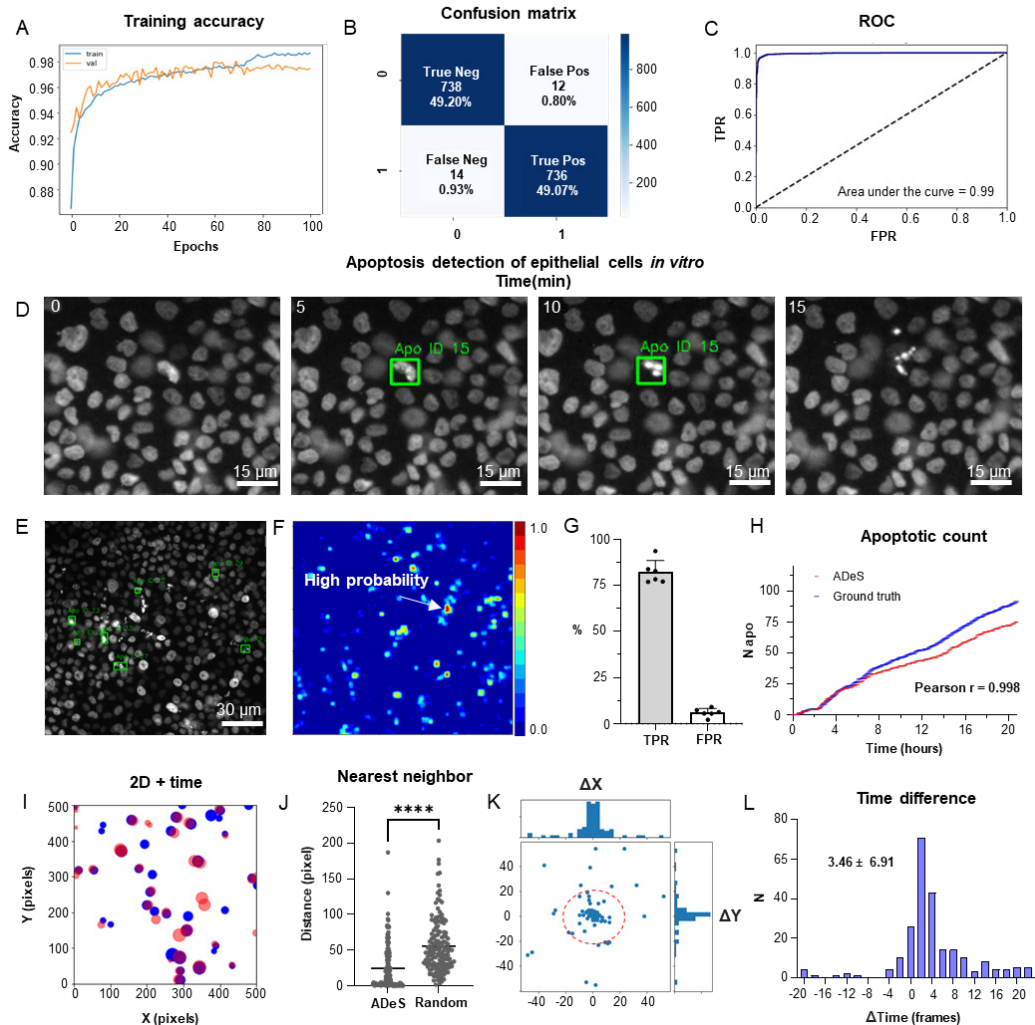 A
Training accuracy
train
val
0.98
0.96
0.94
0.92
0.90
0.88
Accuracy
0
20
40
60
80
100
Epochs
B
Confusion matrix
0
1
True Neg
738
49.20%
False Pos
12
0.80%
False Neg
14
0.93%
True Pos
736
49.07%
0
1
800
600
400
200
C
ROC
1.0
0.8
0.6
0.4
0.2
0.0
TPR
Area under the curve = 0.99
0.0
0.2
0.4
0.6
0.8
1.0
FPR
Apoptosis detection of epithelial cells in vitro
Time(min)
D
0
15 µm
5
Apo ID 15
15 µm
10
Apo ID 15
15 µm
15
15 µm
E
30 µm
F
High probability
1.0
0.0
G
100
75
50
25
0
%
TPR
FPR
H
Apoptotic count
ADeS
Ground truth
100
75
50
25
0
N apo
Pearson r = 0.998
0
4
8
12
16
20
Time (hours)
I
2D + time
500
400
300
200
100
0
Y (pixels)
0
100
200
300
400
500
X (pixels)
J
Nearest neighbor
****
250
200
150
100
50
0
Distance (pixel)
ADeS
Random
K
ΔX
40
20
0
-20
-40
ΔY
-40
-20
0
20
40
L
Time difference
3.46 ± 6.91
80
65
45
22
0
N
-20
-16
-12
-8
-4
0
4
8
12
16
20
ΔTime (frames)